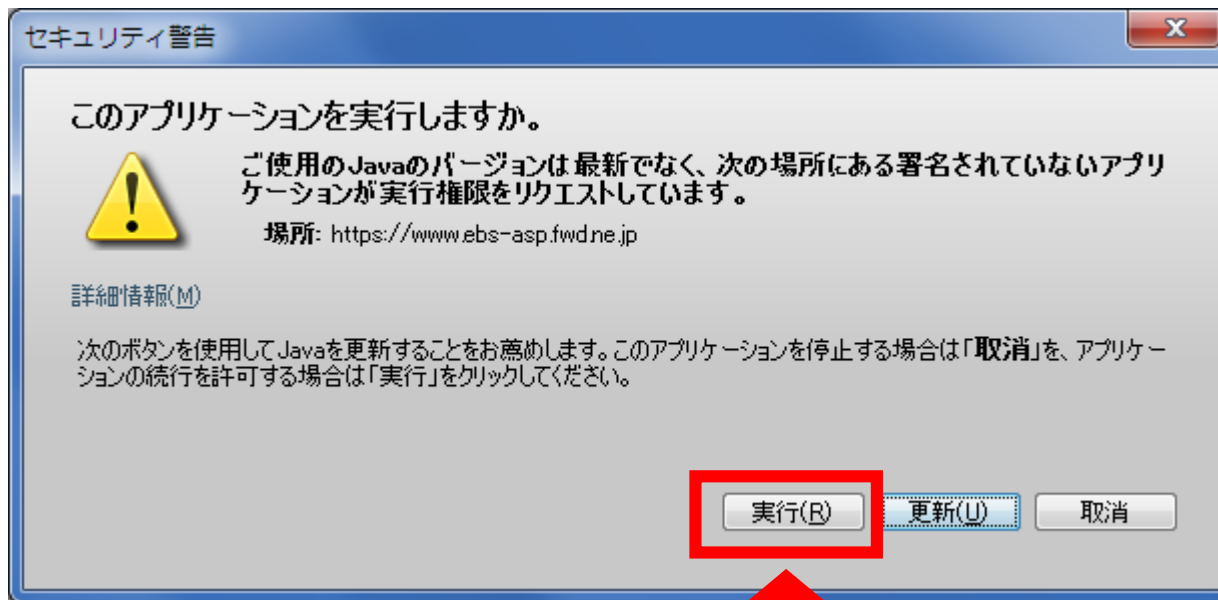 セキュリティ警告
このアプリケーションを実行しますか。
ご使用のJavaのバージョンは最新でなく、次の場所にある署名されていないアプリ
ケーションが実行権限をリクエストしています。
場所: https://www.ebs-asp.fwd.ne.jp
詳細情報(M)
次のボタンを使用してJavaを更新することをお薦めします。このアプリケーションを停止する場合は「取消」を、アプリケー
ションの続行を許可する場合は「実行」をクリックしてください。
実行(R) 更新(U) 取消